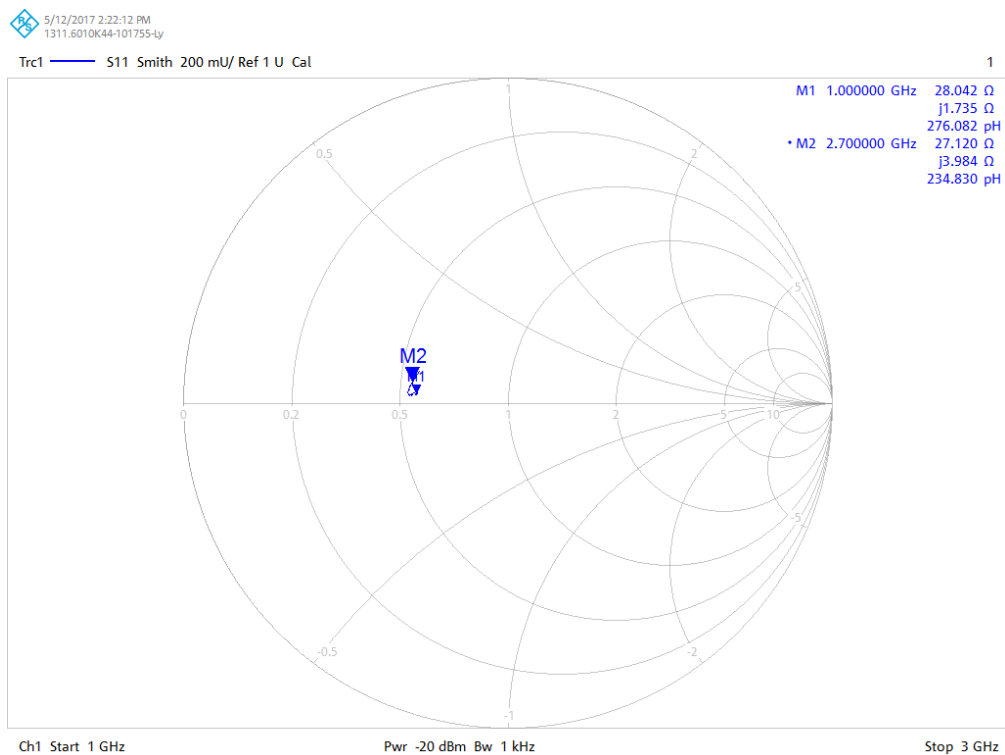 R&S
5/12/2017 2:22:12 PM
1311.6010K44-101755-Ly
Trc1 S11 Smith 200 mU/ Ref 1 U Cal 1
M1 1.000000 GHz 28.042 Ω
j1.735 Ω
276.082 pH
• M2 2.700000 GHz 27.120 Ω
j3.984 Ω
234.830 pH
1
0.5 2
5
M2
M1
0 0.2 0.5 1 2 5 10
-5
-0.5 -2
-1
Ch1 Start 1 GHz Pwr -20 dBm Bw 1 kHz Stop 3 GHz